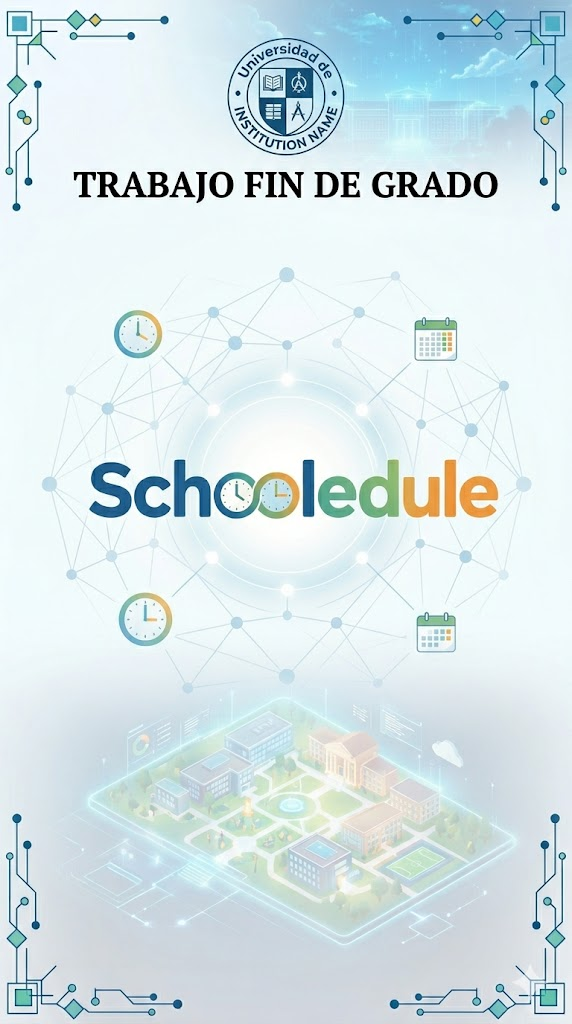 Universidad de
INSTITUTION NAME
TRABAJO FIN DE GRADO
Schooledule